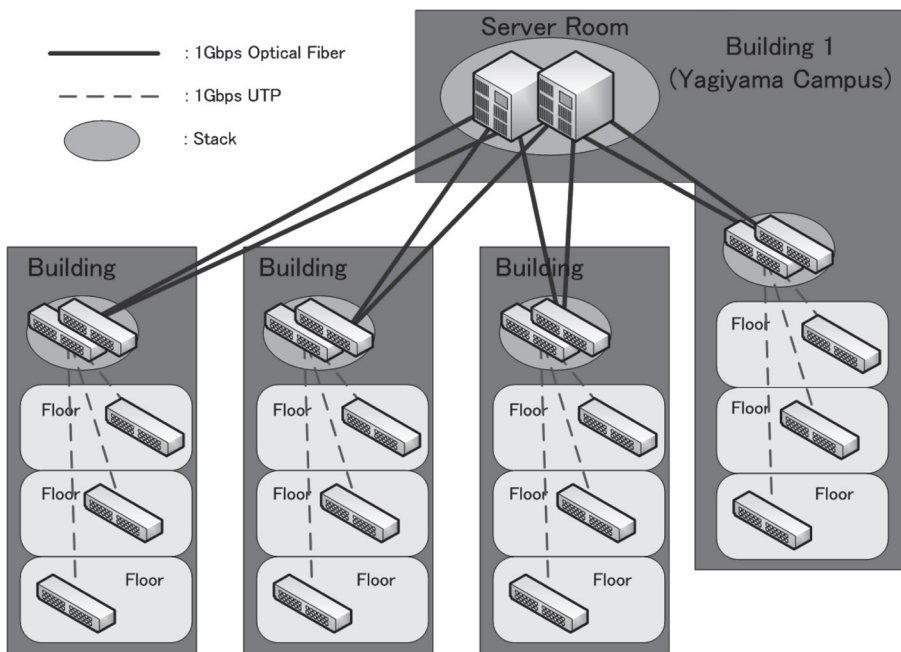 Server Room
Building 1
(Yagiyama Campus)
: 1Gbps Optical Fiber
: 1Gbps UTP
: Stack
Building
Building
Building
Floor
Floor
Floor
Floor
Floor
Floor
Floor
Floor
Floor
Floor
Floor
Floor